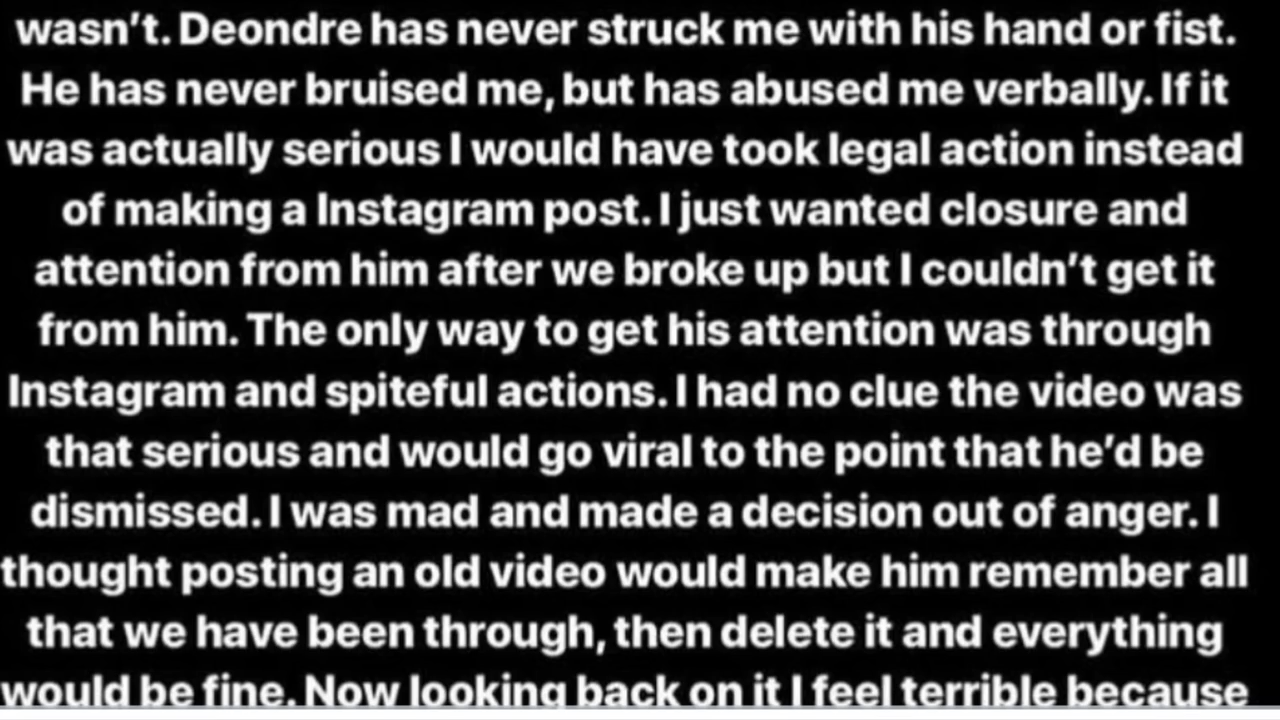 wasn't. Deondre has never struck me with his hand or fist.
He has never bruised me, but has abused me verbally. If it
was actually serious I would have took legal action instead
of making a Instagram post. I just wanted closure and
attention from him after we broke up but I couldn't get it
from him. The only way to get his attention was through
Instagram and spiteful actions. I had no clue the video was
that serious and would go viral to the point that he'd be
dismissed. I was mad and made a decision out of anger. I
thought posting an old video would make him remember all
that we have been through, then delete it and everything
would be fine. Now looking back on it I feel terrible because